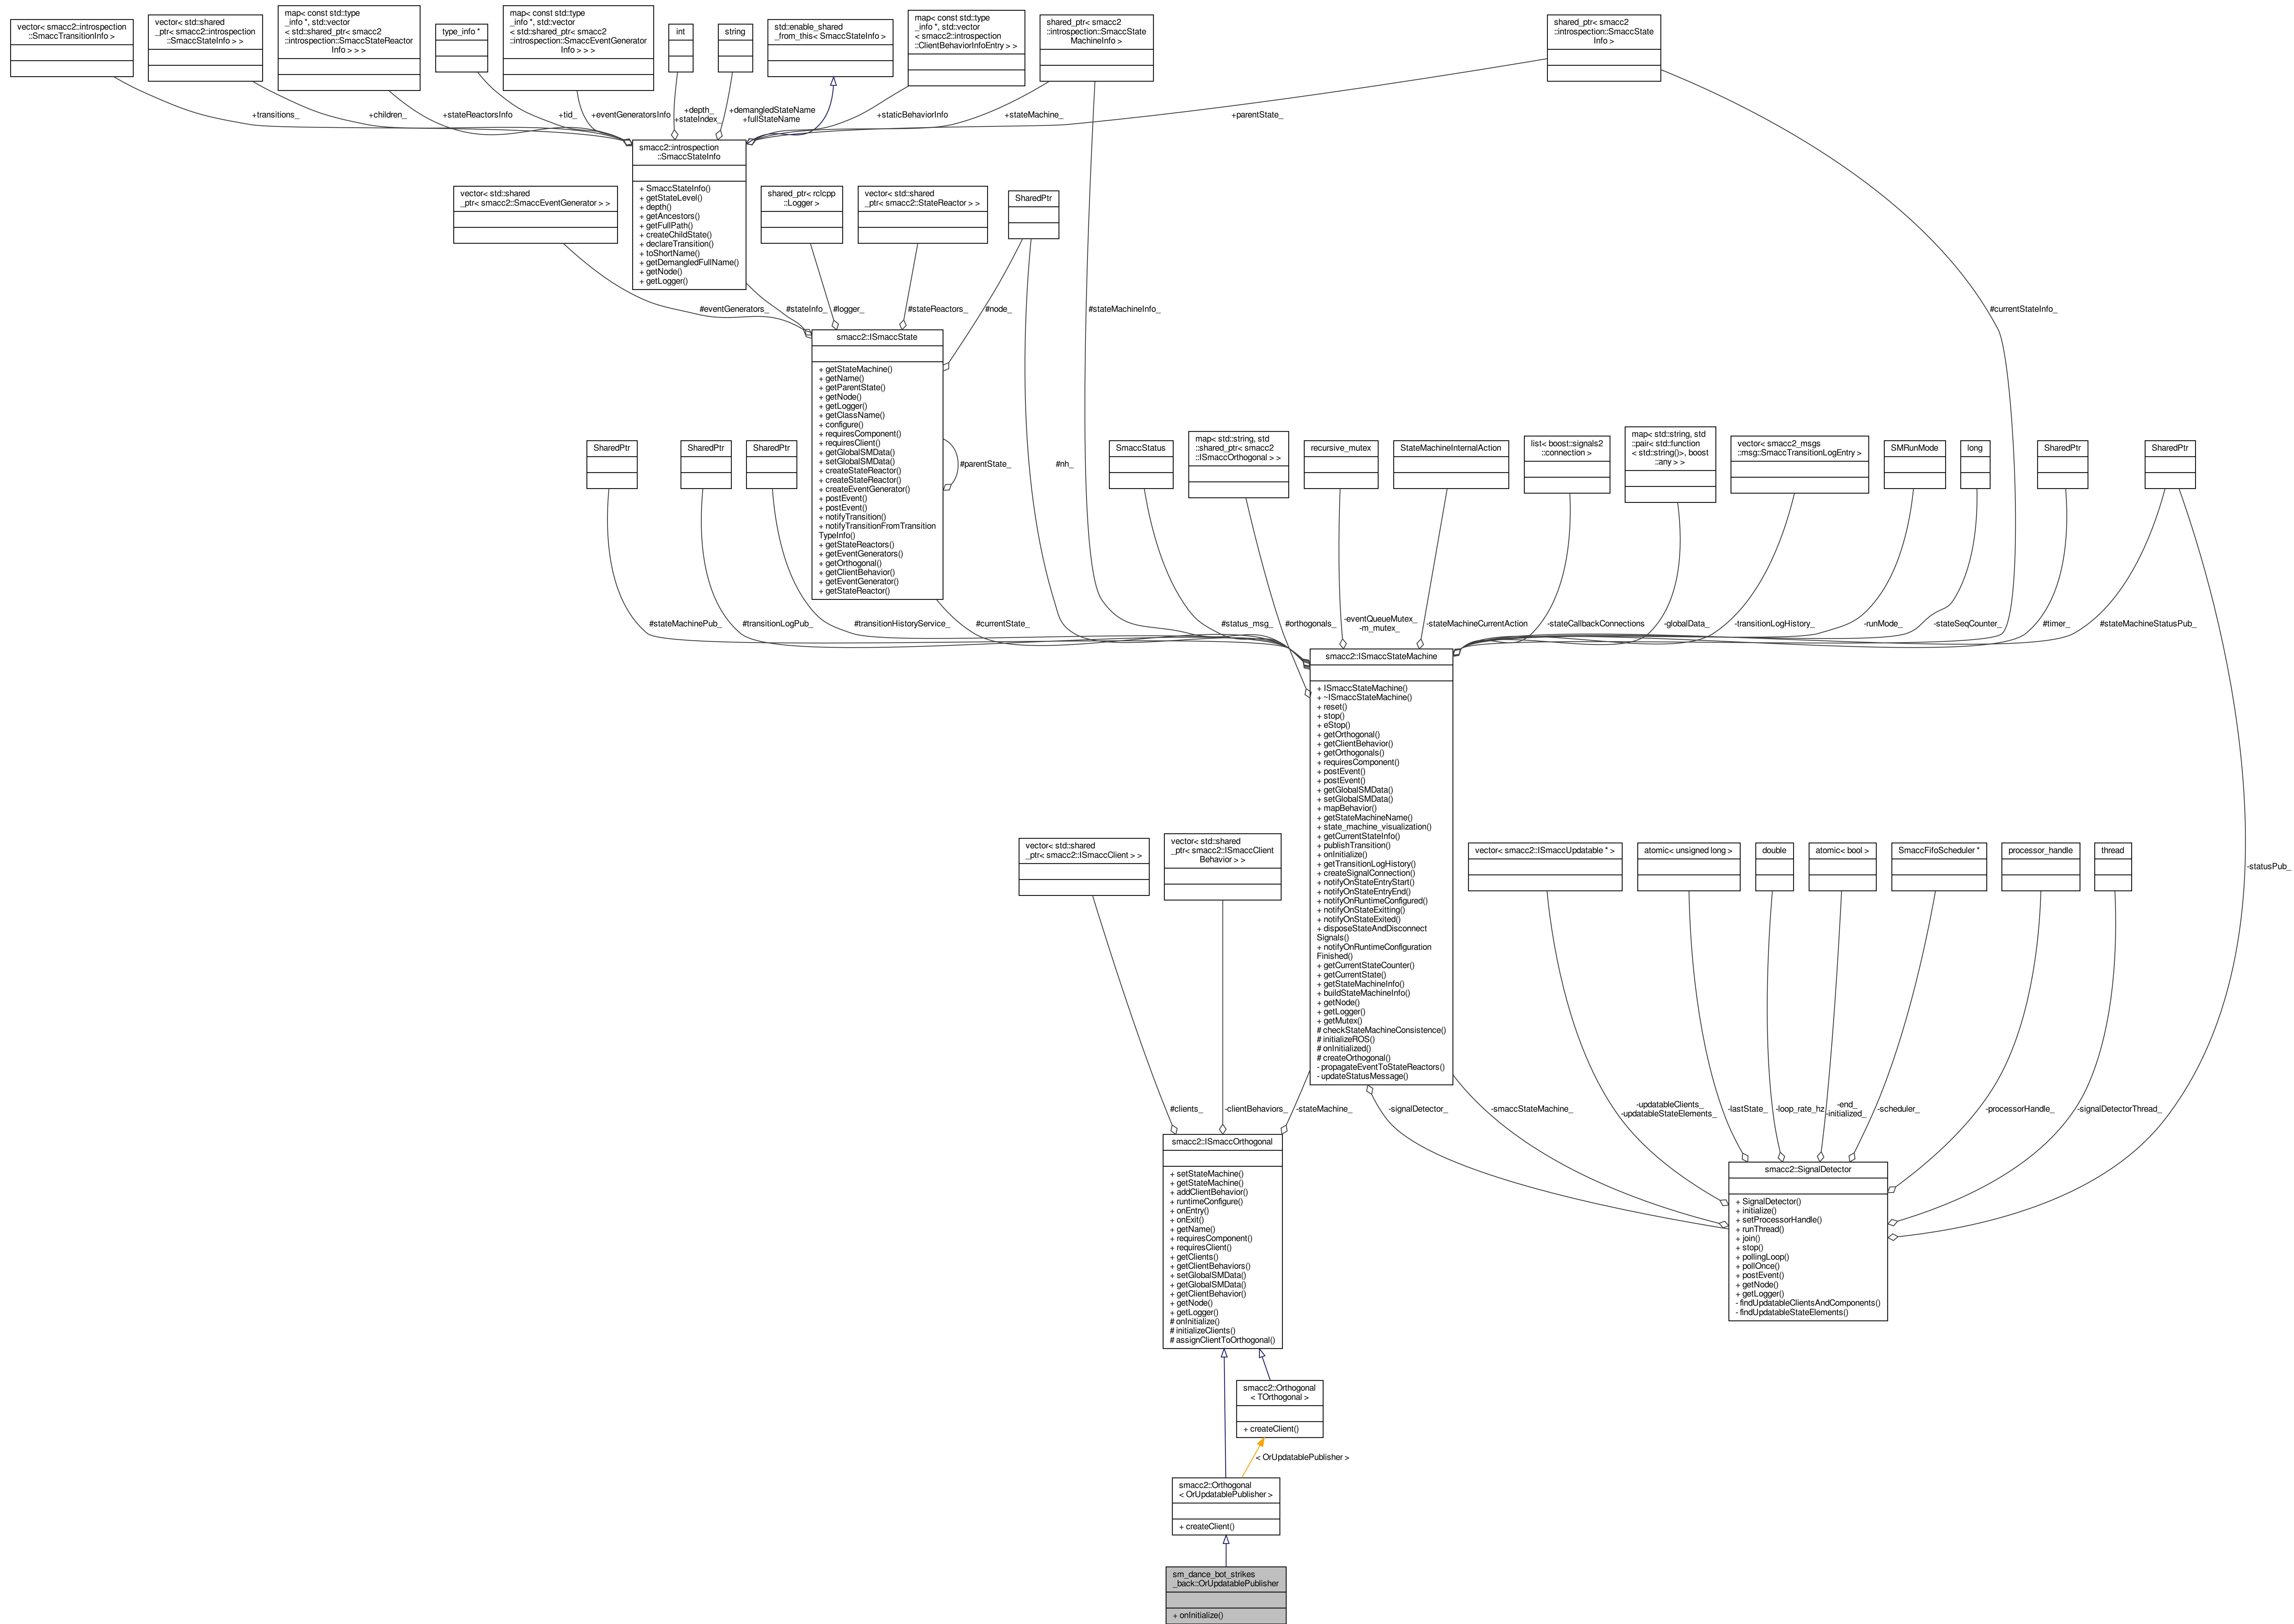 vector< smacc2::introspection
::SmaccTransitionInfo >
vector< std::shared
_ptr< smacc2::introspection
::SmaccStateInfo > >
map< const std::type
_info *, std::vector
< std::shared_ptr< smacc2
::introspection::SmaccStateReactor
Info > > >
type_info *
map< const std::type
_info *, std::vector
< std::shared_ptr< smacc2
::introspection::SmaccEventGenerator
Info > > >
int
string
std::enable_shared
_from_this< SmaccStateInfo >
map< const std::type
_info *, std::vector
< smacc2::introspection
::ClientBehaviorInfoEntry > >
shared_ptr< smacc2
::introspection::SmaccState
MachineInfo >
shared_ptr< smacc2
::introspection::SmaccState
Info >
+transitions_
+children_
+stateReactorsInfo
+tid_
+eventGeneratorsInfo
+depth_
+stateIndex_
+demangledStateName
+fullStateName
+staticBehaviorInfo
+stateMachine_
+parentState_
smacc2::introspection
::SmaccStateInfo
+ SmaccStateInfo()
+ getStateLevel()
+ depth()
+ getAncestors()
+ getFullPath()
+ createChildState()
+ declareTransition()
+ toShortName()
+ getDemangledFullName()
+ getNode()
+ getLogger()
vector< std::shared
_ptr< smacc2::SmaccEventGenerator > >
shared_ptr< rclcpp
::Logger >
vector< std::shared
_ptr< smacc2::StateReactor > >
SharedPtr
#eventGenerators_
#stateInfo_
#logger_
#stateReactors_
#node_
#stateMachineInfo_
#currentStateInfo_
smacc2::ISmaccState
+ getStateMachine()
+ getName()
+ getParentState()
+ getNode()
+ getLogger()
+ getClassName()
+ configure()
+ requiresComponent()
+ requiresClient()
+ getOrthogonal()
+ getGlobalSMData()
+ setGlobalSMData()
+ createStateReactor()
+ createStateReactor()
+ createEventGenerator()
+ postEvent()
+ postEvent()
+ notifyTransition()
+ notifyTransitionFromTransition
TypeInfo()
+ getStateReactors()
+ getEventGenerators()
+ getOrthogonal()
+ getClientBehavior()
+ getEventGenerator()
+ getStateReactor()
#parentState_
#nh_
SharedPtr
SharedPtr
SharedPtr
SmaccStatus
map< std::string, std
::shared_ptr< smacc2
::ISmaccOrthogonal > >
recursive_mutex
StateMachineInternalAction
list< boost::signals2
::connection >
map< std::string, std
::pair< std::function
< std::string()>, boost
::any > >
vector< smacc2_msgs
::msg::SmaccTransitionLogEntry >
SMRunMode
long
SharedPtr
SharedPtr
#stateMachinePub_
#transitionLogPub_
#transitionHistoryService_
#currentState_
#status_msg_
#orthogonals_
-eventQueueMutex_
-m_mutex_
-stateMachineCurrentAction
-stateCallbackConnections
-globalData_
-transitionLogHistory_
-runMode_
-stateSeqCounter_
#timer_
#stateMachineStatusPub_
smacc2::ISmaccStateMachine
+ ISmaccStateMachine()
+ ~ISmaccStateMachine()
+ reset()
+ stop()
+ eStop()
+ getOrthogonal()
+ getClientBehavior()
+ getOrthogonals()
+ requiresComponent()
+ postEvent()
+ postEvent()
+ getGlobalSMData()
+ setGlobalSMData()
+ mapBehavior()
+ getStateMachineName()
+ state_machine_visualization()
+ getCurrentStateInfo()
+ publishTransition()
+ onInitialize()
+ getTransitionLogHistory()
+ createSignalConnection()
+ notifyOnStateEntryStart()
+ notifyOnStateEntryEnd()
+ notifyOnRuntimeConfigured()
+ notifyOnStateExitting()
+ notifyOnStateExited()
+ disposeStateAndDisconnect
Signals()
+ notifyOnRuntimeConfiguration
Finished()
+ getCurrentStateCounter()
+ getCurrentState()
+ getStateMachineInfo()
+ buildStateMachineInfo()
+ getNode()
+ getLogger()
+ getMutex()
# checkStateMachineConsistence()
# initializeROS()
# onInitialized()
# createOrthogonal()
- propagateEventToStateReactors()
- updateStatusMessage()
vector< std::shared
_ptr< smacc2::ISmaccClient > >
vector< std::shared
_ptr< smacc2::ISmaccClient
Behavior > >
vector< smacc2::ISmaccUpdatable * >
atomic< unsigned long >
double
atomic< bool >
SmaccFifoScheduler *
processor_handle
thread
-statusPub_
#clients_
-clientBehaviors_
-stateMachine_
-signalDetector_
-smaccStateMachine_
-updatableClients_
-updatableStateElements_
-lastState_
-loop_rate_hz_
-end_
-initialized_
-scheduler_
-processorHandle_
-signalDetectorThread_
smacc2::ISmaccOrthogonal
+ setStateMachine()
+ getStateMachine()
+ addClientBehavior()
+ runtimeConfigure()
+ onEntry()
+ onExit()
+ getName()
+ requiresComponent()
+ requiresClient()
+ getClients()
+ getClientBehaviors()
+ setGlobalSMData()
+ getGlobalSMData()
+ getClientBehavior()
+ getNode()
+ getLogger()
# onInitialize()
# initializeClients()
# assignClientToOrthogonal()
smacc2::SignalDetector
+ SignalDetector()
+ initialize()
+ setProcessorHandle()
+ runThread()
+ join()
+ stop()
+ pollingLoop()
+ pollOnce()
+ postEvent()
+ getNode()
+ getLogger()
- findUpdatableClientsAndComponents()
- findUpdatableStateElements()
smacc2::Orthogonal
< TOrthogonal >
+ createClient()
< OrUpdatablePublisher >
smacc2::Orthogonal
< OrUpdatablePublisher >
+ createClient()
sm_dance_bot_strikes
_back::OrUpdatablePublisher
+ onInitialize()